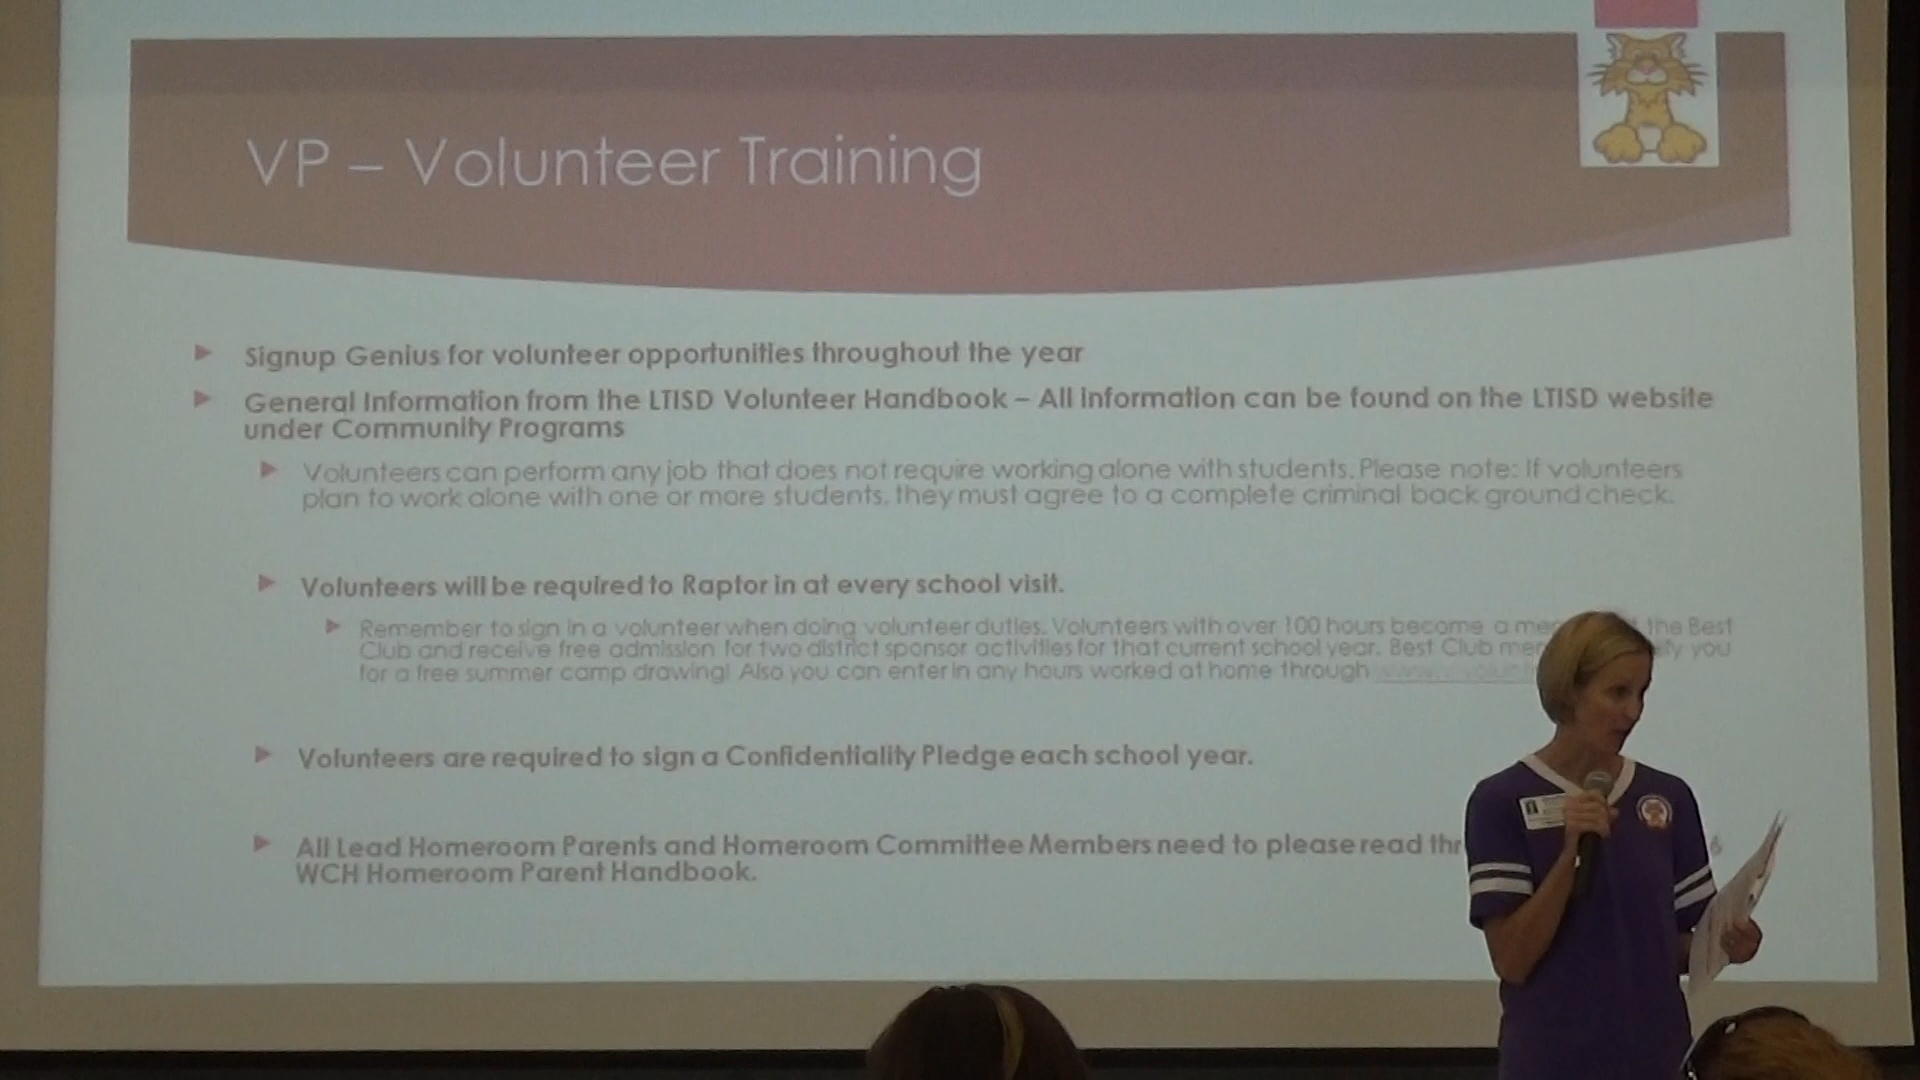 VP – Volunteer Training
Signup Genius for volunteer opportunities throughout the year
General Information from the LTISD Volunteer Handbook – All information can be found on the LTISD website
under Community Programs
Volunteers can perform any job that does not require working alone with students. Please note: If volunteers
plan to work alone with one or more students, they must agree to a complete criminal back ground check.
Volunteers will be required to Raptor in at every school visit.
Remember to sign in a volunteer when doing volunteer duties. Volunteers with over 100 hours become a the Best
Club and receive free admission for two district sponsor activities for that current school year. Best Club you
for a free summer camp drawing! Also you can enter in any hours worked at home through
Volunteers are required to sign a Confidentiality Pledge each school year.
All Lead Homeroom Parents and Homeroom Committee Members need to please read
WCH Homeroom Parent Handbook.